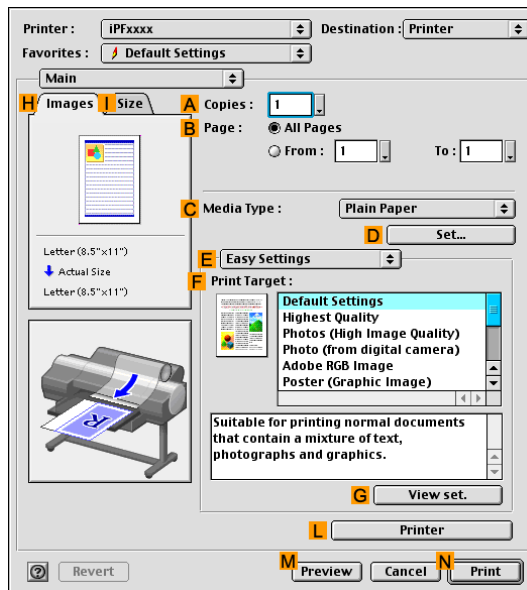 Printer : iPFxxxx Destination : Printer
Favorites : Default Settings
Main
H Images I Size
A Copies : 1
B Page : All Pages
From : 1 To : 1
C Media Type : Plain Paper
D Set...
E Easy Settings
F Print Target :
Default Settings
Highest Quality
Photos (High Image Quality)
Photo (from digital camera)
Adobe RGB Image
Poster (Graphic Image)
Letter (8.5"x11")
Actual Size
Letter (8.5"x11")
R
Suitable for printing normal documents
that contain a mixture of text,
photographs and graphics.
G View set.
L Printer
? Revert M Preview Cancel N Print